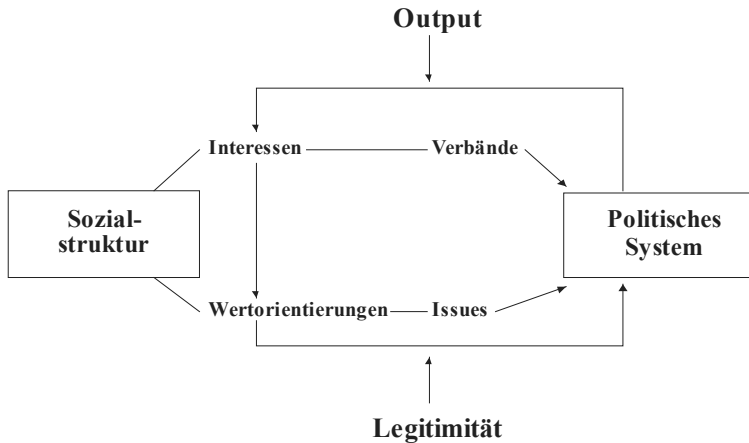 Output
Interessen Verbände
Sozial-
struktur
Politisches
System
Wertorientierungen Issues
Legitimität